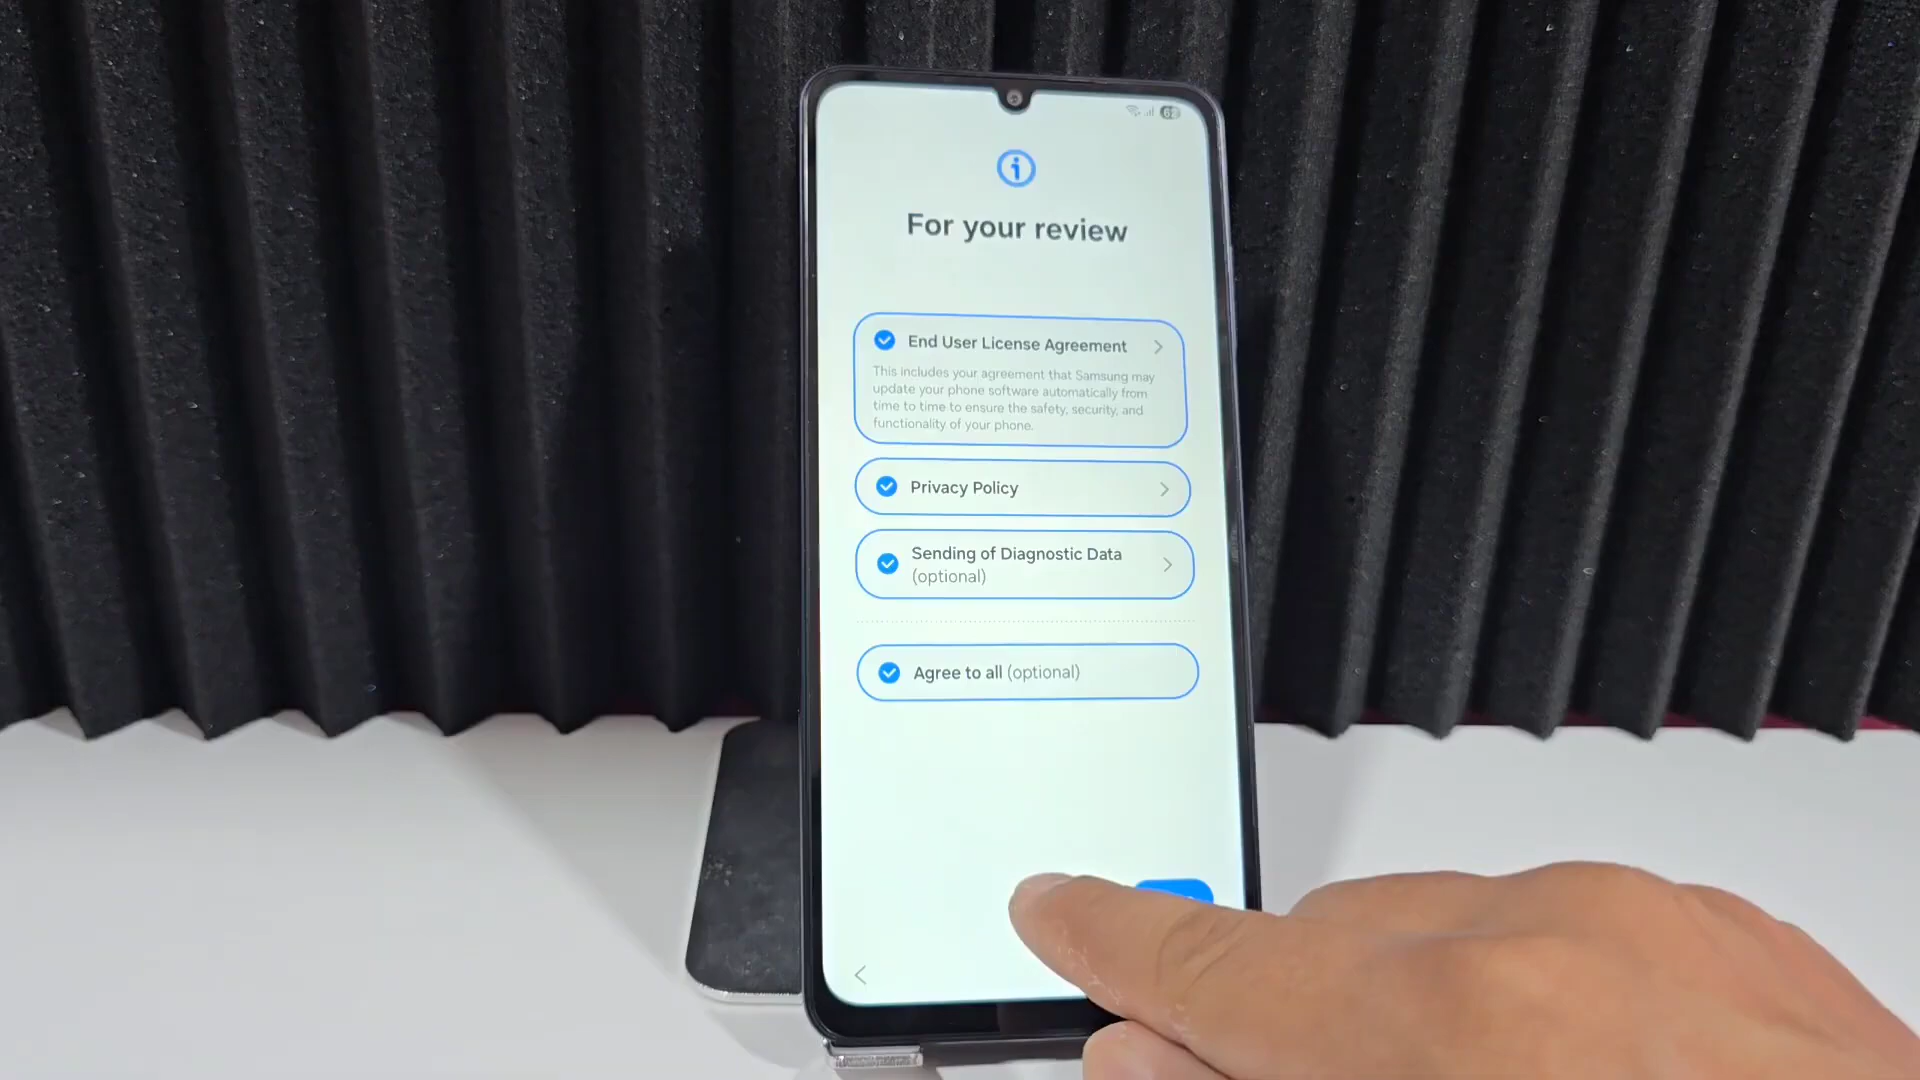 For your review
End User License Agreement
This includes your agreement that Samsung may
update your phone software automatically from
time to time to ensure the safety, security, and
functionality of your phone.
Privacy Policy
Sending of Diagnostic Data
(optional)
Agree to all (optional)